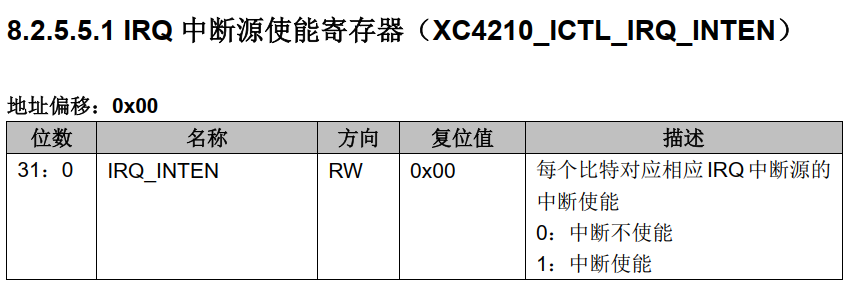 8.2.5.5.1 IRQ 中断源使能寄存器（XC4210_ICTL_IRQ_INTEN）
地址偏移：0x00
位数 名称 方向 复位值 描述
31：0 IRQ_INTEN RW 0x00 每个比特对应相应 IRQ 中断源的
中断使能
0：中断不使能
1：中断使能